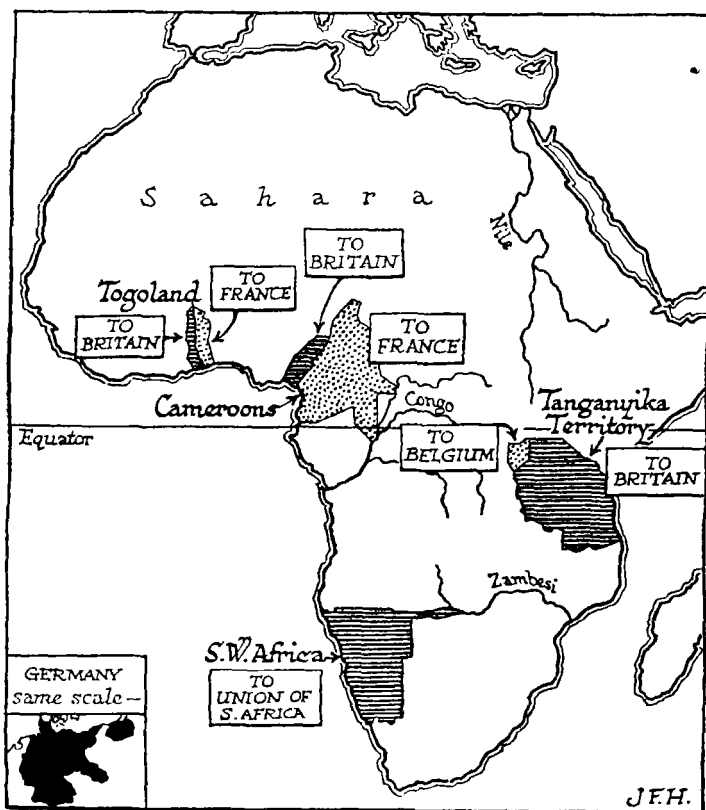 Sahara
Nile
TO
BRITAIN
Togoland
TO
FRANCE
TO
BRITAIN
TO
FRANCE
Cameroons
Congo
Tanganyika
Territory
Equator
TO
BELGIUM
TO
BRITAIN
Zambesi
S.W. Africa
TO
UNION OF
S. AFRICA
GERMANY
same scale—
J.F.H.